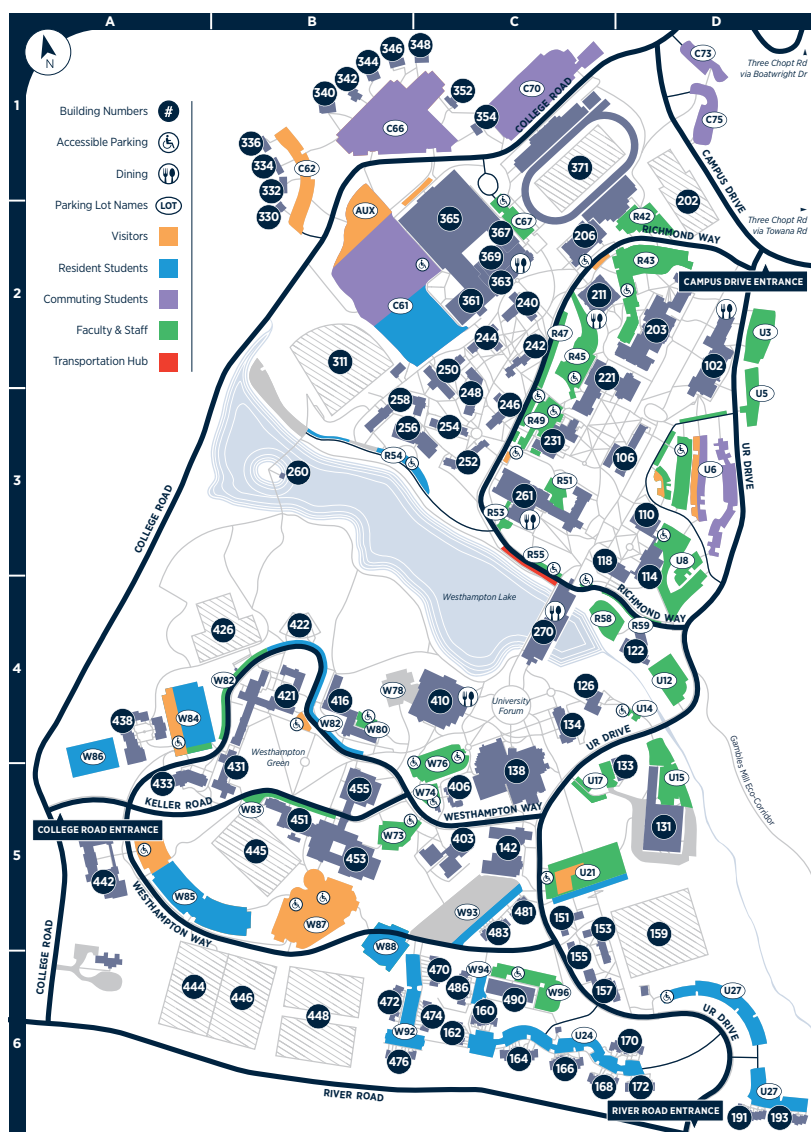 A
B
C
D
1
2
3
4
5
6
N
Building Numbers
#
Accessible Parking
Dining
Parking Lot Names
LOT
Visitors
Resident Students
Commuting Students
Faculty & Staff
Transportation Hub
348
346
344
342
340
352
354
C66
C70
COLLEGE ROAD
C73
C75
Three Chopt Rd
via Boatwright Dr
CAMPUS DRIVE
Three Chopt Rd
via Towana Rd
336
334
332
330
C62
371
202
R42
RICHMOND WAY
AUX
365
367
C67
369
363
206
R43
CAMPUS DRIVE ENTRANCE
C61
361
240
211
203
102
U3
U5
244
242
R47
R45
221
311
250
248
246
R49
231
258
256
254
252
R54
106
U6
UR DRIVE
260
COLLEGE ROAD
261
R51
R53
110
R55
118
114
U8
RICHMOND WAY
Westhampton Lake
270
R58
R59
122
426
422
W82
421
416
W78
410
University
Forum
126
U12
U14
134
UR DRIVE
438
W84
W86
W82
W80
Westhampton
Green
431
433
KELLER ROAD
W76
138
W74
406
WESTHAMPTON WAY
U17
133
U15
131
Gambles Mill Eco-Corridor
455
W83
451
453
W73
403
142
COLLEGE ROAD ENTRANCE
445
442
W85
WESTHAMPTON WAY
W87
W93
481
483
U21
151
153
155
157
159
W88
COLLEGE ROAD
444
446
448
470
486
W94
472
474
160
490
W96
162
W92
476
164
166
U24
168
170
172
U27
UR DRIVE
U27
191
193
RIVER ROAD
RIVER ROAD ENTRANCE